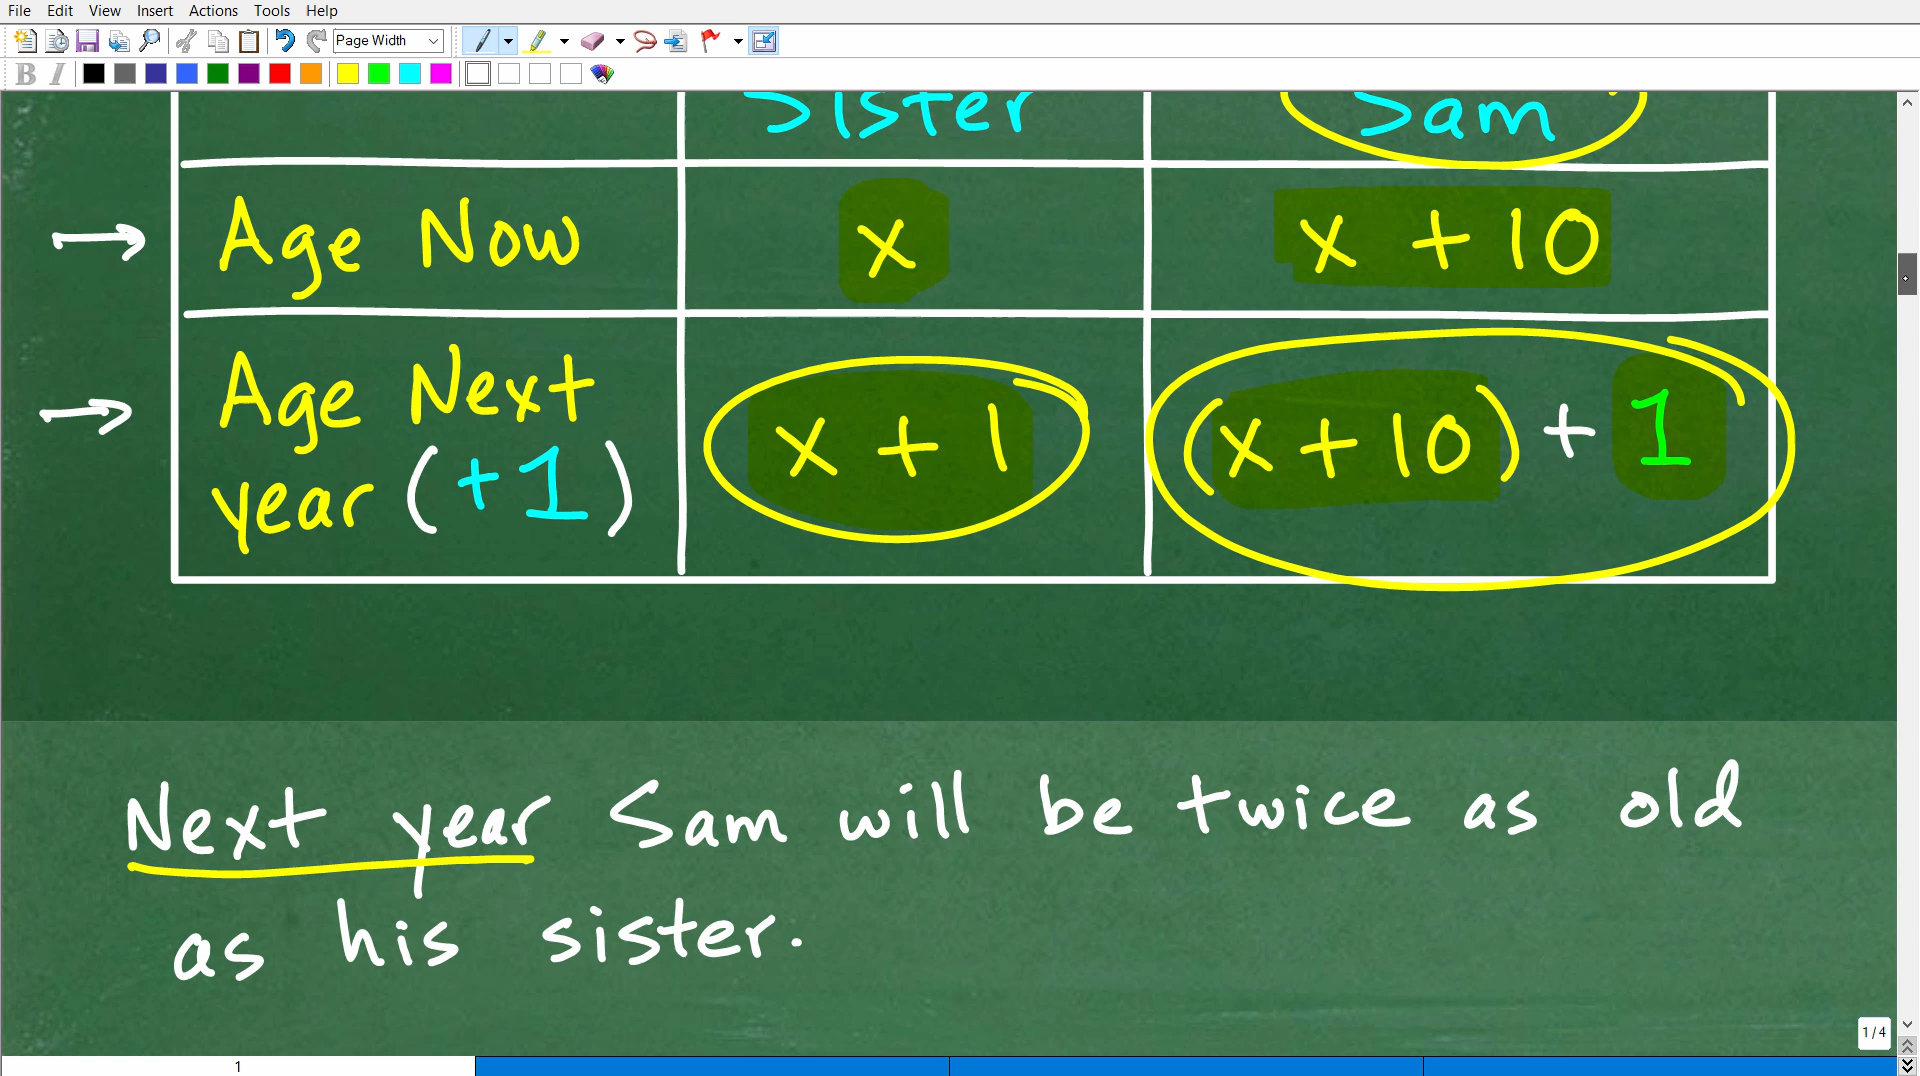 File Edit View Insert Actions Tools Help
Page Width
B I
Sister Sam
Age Now x x + 10
Age Next x + 1 (x + 10) + 1
year (+1)
Next year Sam will be twice as old
as his sister.
1 / 4
1